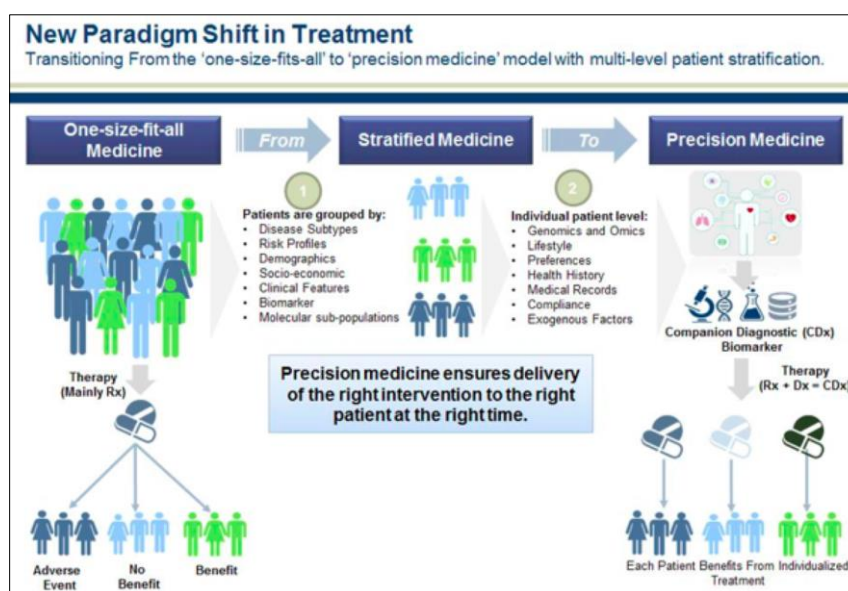 New Paradigm Shift in Treatment
Transitioning From the 'one-size-fits-all' to 'precision medicine' model with multi-level patient stratification.
One-size-fit-all
Medicine
From
Stratified Medicine
To
Precision Medicine
1
Patients are grouped by:
• Disease Subtypes
• Risk Profiles
• Demographics
• Socio-economic
• Clinical Features
• Biomarker
• Molecular sub-populations
2
Individual patient level:
• Genomics and Omics
• Lifestyle
• Preferences
• Health History
• Medical Records
• Compliance
• Exogenous Factors
Companion Diagnostic (CDx)
Biomarker
Therapy
(Mainly Rx)
Precision medicine ensures delivery
of the right intervention to the right
patient at the right time.
Therapy
(Rx + Dx = CDx)
Adverse
Event
No
Benefit
Benefit
Each Patient Benefits From Individualized
Treatment